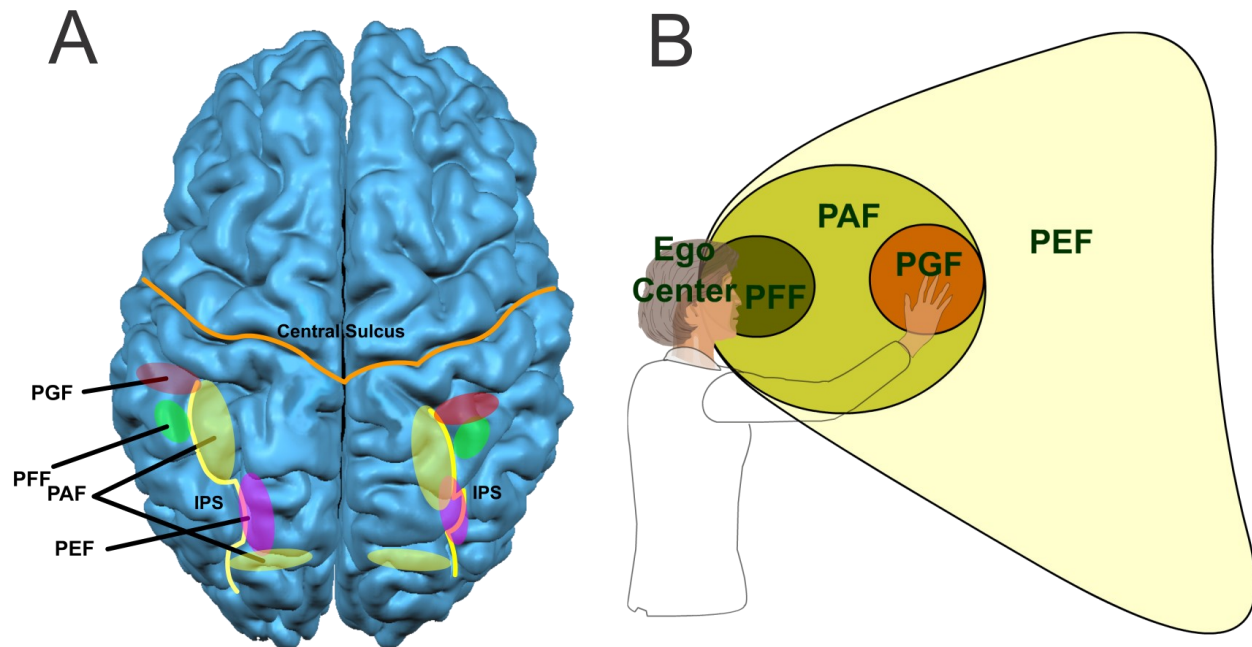 A
Central Sulcus
PGF
PFF
PAF
IPS
IPS
PEF
B
PAF
PEF
Ego
Center
PGF
PFF